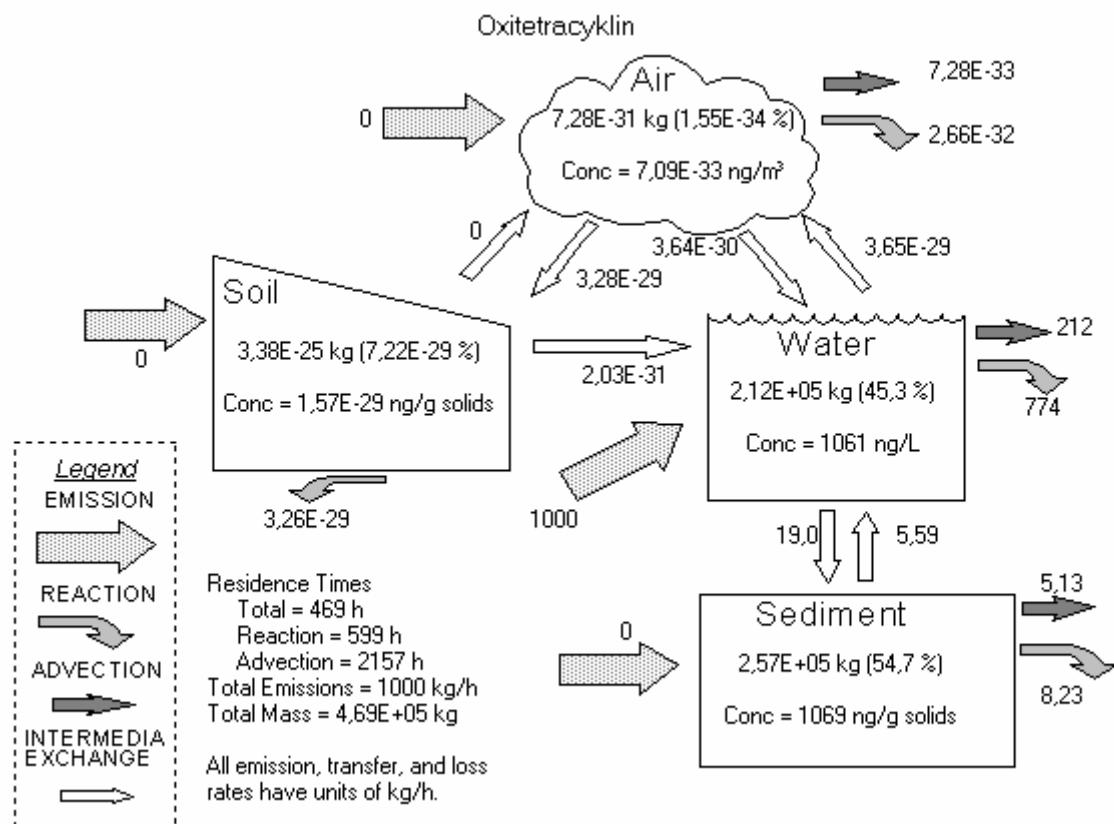 Oxitetracyklin
Air
7,28E-31 kg (1,55E-34 %)
Conc = 7,09E-33 ng/m³
0
7,28E-33
2,66E-32
0
3,28E-29
3,64E-30
3,65E-29
Soil
3,38E-25 kg (7,22E-29 %)
Conc = 1,57E-29 ng/g solids
0
3,26E-29
2,03E-31
Water
2,12E+05 kg (45,3 %)
Conc = 1061 ng/L
212
774
1000
19,0
5,59
Sediment
2,57E+05 kg (54,7 %)
Conc = 1069 ng/g solids
0
5,13
8,23
Legend
EMISSION
REACTION
ADVECTION
INTERMEDIA
EXCHANGE
Residence Times
Total = 469 h
Reaction = 599 h
Advection = 2157 h
Total Emissions = 1000 kg/h
Total Mass = 4,69E+05 kg
All emission, transfer, and loss
rates have units of kg/h.